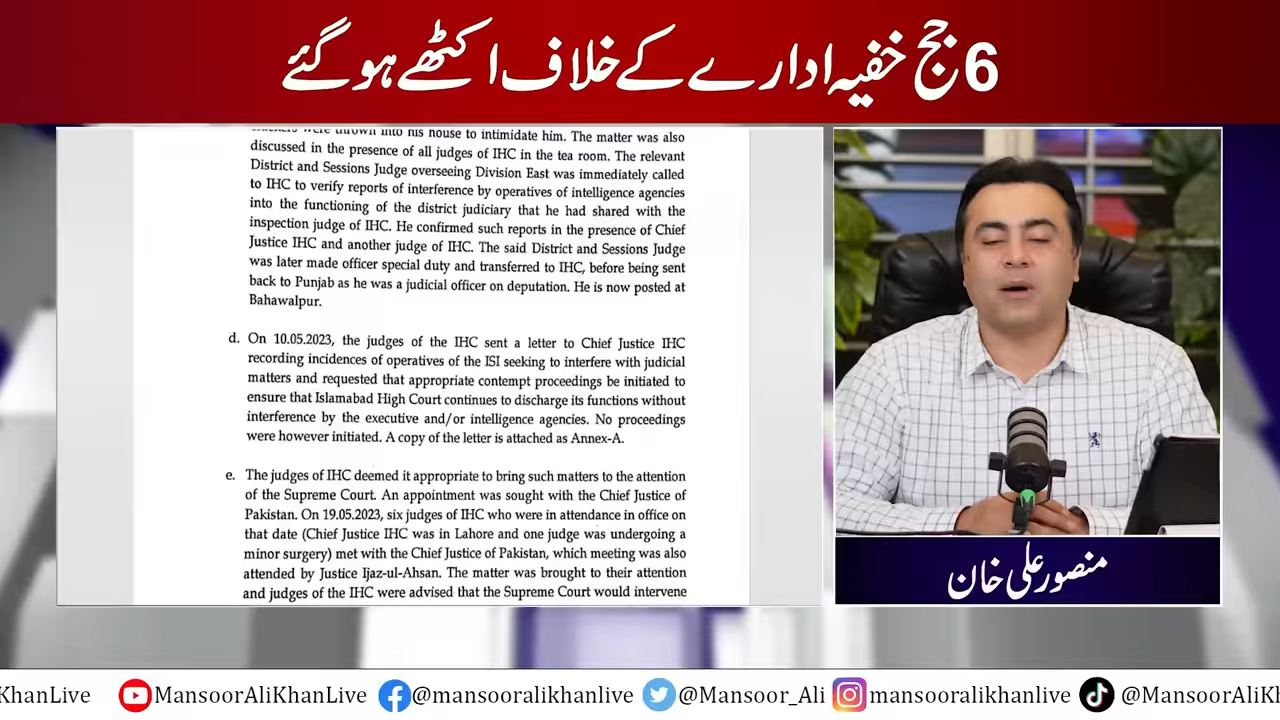 6 جج خفیہ ادارے کے خلاف اکٹھے ہو گئے
were thrown into his house to intimidate him. The matter was also
discussed in the presence of all judges of IHC in the tea room. The relevant
District and Sessions Judge overseeing Division East was immediately called
to IHC to verify reports of interference by operatives of intelligence agencies
into the functioning of the district judiciary that he had shared with the
inspection judge of IHC. He confirmed such reports in the presence of Chief
Justice IHC and another judge of IHC. The said District and Sessions Judge
was later made officer special duty and transferred to IHC, before being sent
back to Punjab as he was a judicial officer on deputation. He is now posted at
Bahawalpur.
d. On 10.05.2023, the judges of the IHC sent a letter to Chief Justice IHC
recording incidences of operatives of the ISI seeking to interfere with judicial
matters and requested that appropriate contempt proceedings be initiated to
ensure that Islamabad High Court continues to discharge its functions without
interference by the executive and/or intelligence agencies. No proceedings
were however initiated. A copy of the letter is attached as Annex-A.
e. The judges of IHC deemed it appropriate to bring such matters to the attention
of the Supreme Court. An appointment was sought with the Chief Justice of
Pakistan. On 19.05.2023, six judges of IHC who were in attendance in office on
that date (Chief Justice IHC was in Lahore and one judge was undergoing a
minor surgery) met with the Chief Justice of Pakistan, which meeting was also
attended by Justice Ijaz-ul-Ahsan. The matter was brought to their attention
and judges of the IHC were advised that the Supreme Court would intervene
منصور علی خان
KhanLive MansoorAliKhanLive @mansooralikhanlive @Mansoor_Ali mansooralikhanlive @MansoorAliKh